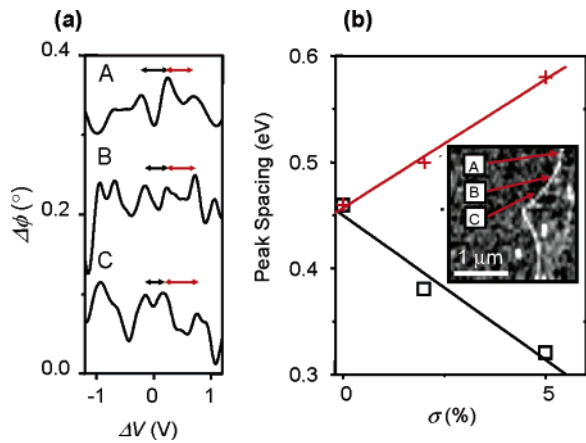 (a)
0.4
0.2
0.0
Δϕ (°)
A
B
C
-1
0
1
ΔV (V)
(b)
0.6
0.5
0.4
0.3
Peak Spacing (eV)
A
B
C
1 μm
0
5
σ (%)